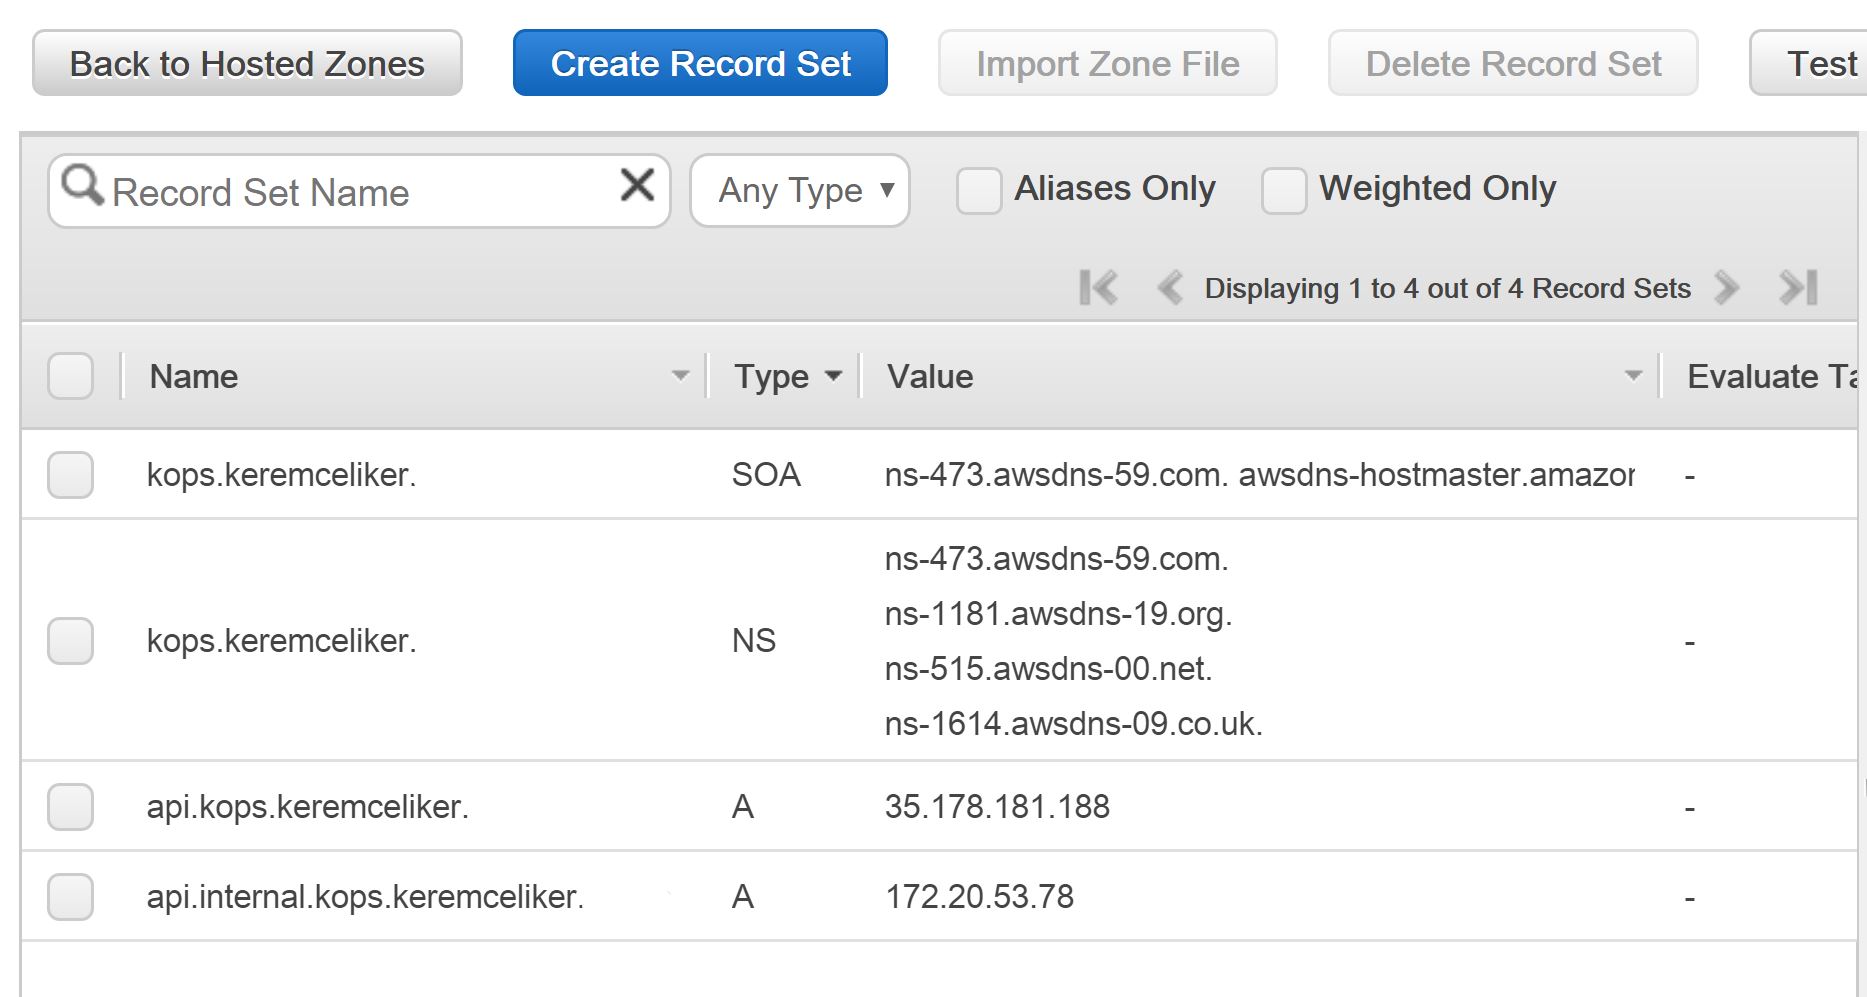 Back to Hosted Zones Create Record Set Import Zone File Delete Record Set Test
Record Set Name Any Type Aliases Only Weighted Only
Displaying 1 to 4 out of 4 Record Sets
Name Type Value Evaluate Ta
kops.keremceliker. SOA ns-473.awsdns-59.com. awsdns-hostmaster.amazon -
ns-473.awsdns-59.com.
ns-1181.awsdns-19.org.
kops.keremceliker. NS -
ns-515.awsdns-00.net.
ns-1614.awsdns-09.co.uk.
api.kops.keremceliker. A 35.178.181.188 -
api.internal.kops.keremceliker. A 172.20.53.78 -